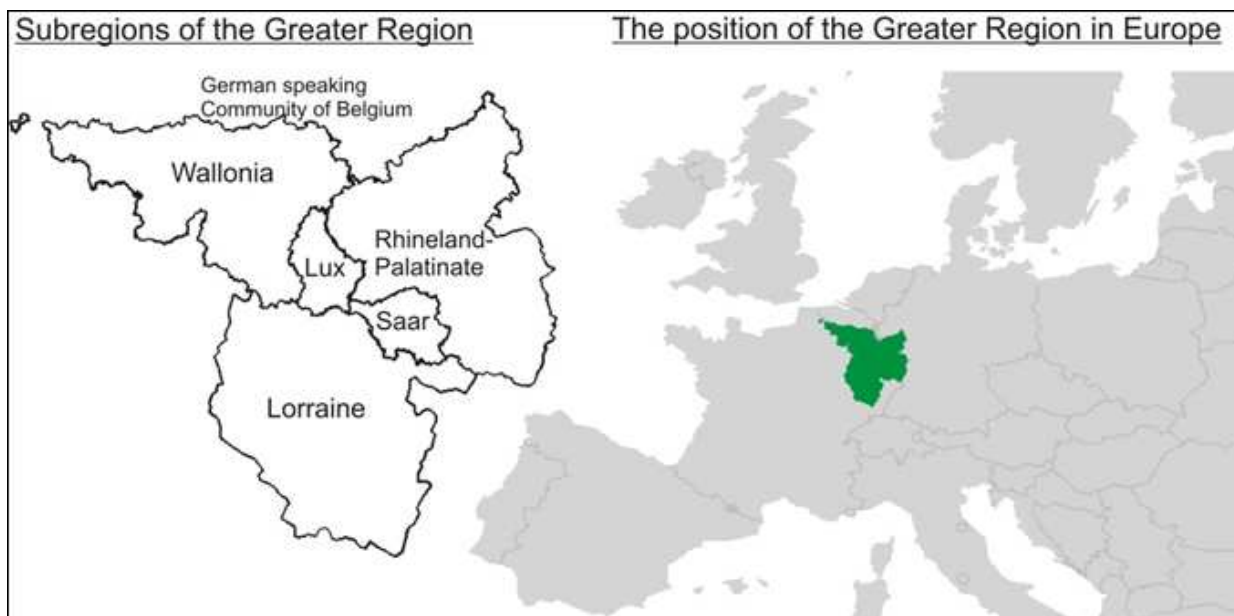 Subregions of the Greater Region
The position of the Greater Region in Europe
German speaking
Community of Belgium
Wallonia
Rhineland-
Palatinate
Lux
Saar
Lorraine